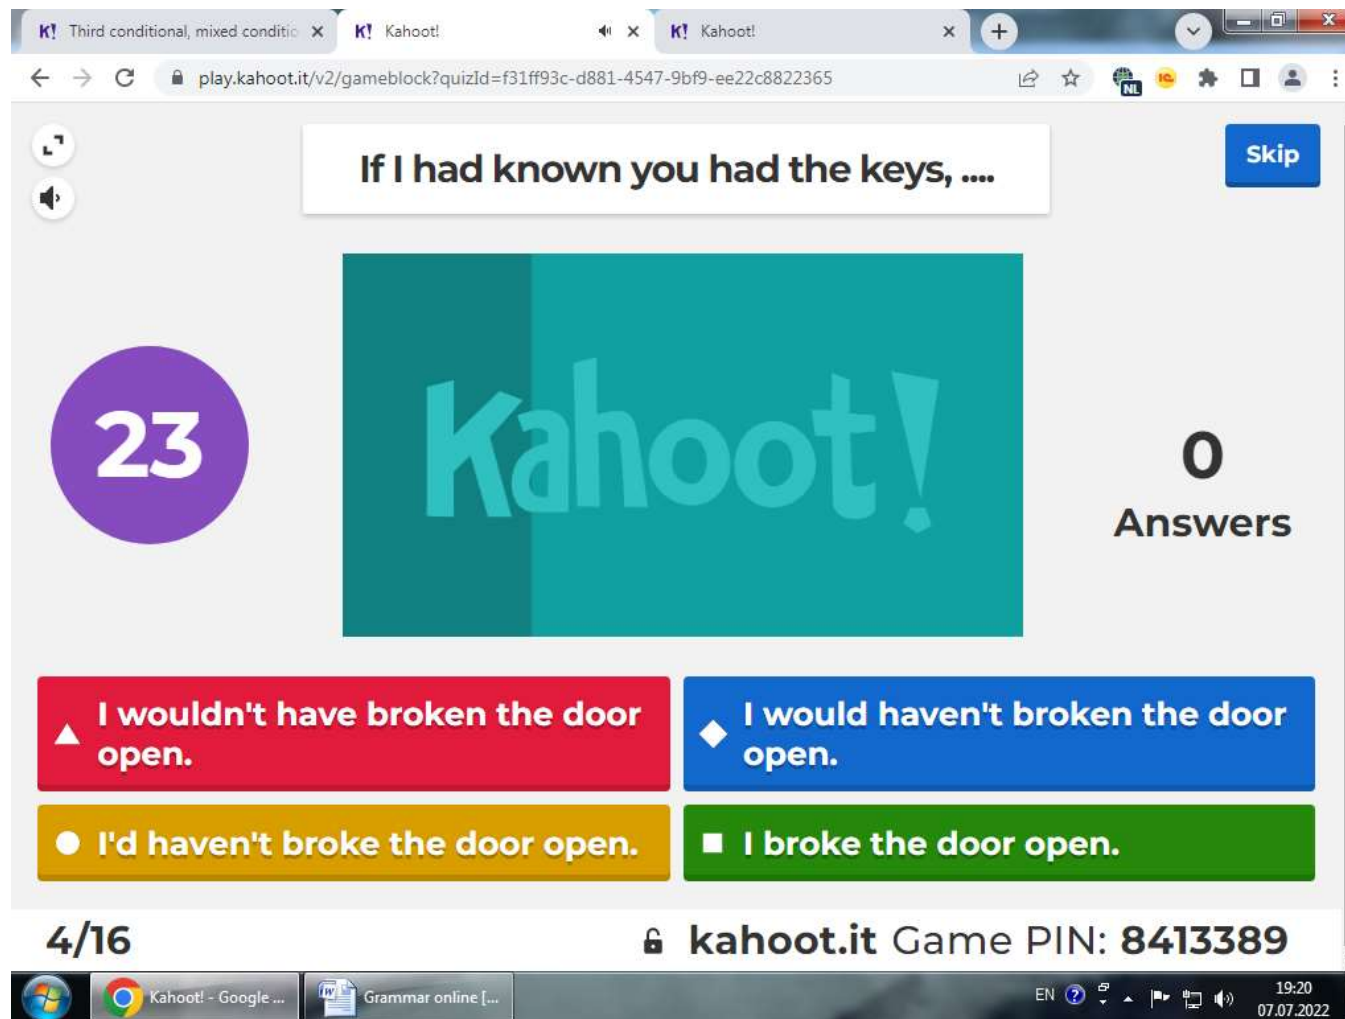 K! Third conditional, mixed conditio
K! Kahoot!
K! Kahoot!
play.kahoot.it/v2/gameblock?quizId=f31ff93c-d881-4547-9bf9-ee22c8822365
NL
If I had known you had the keys, ....
Skip
23
Kahoot!
0
Answers
I wouldn't have broken the door
open.
I would haven't broken the door
open.
I'd haven't broke the door open.
I broke the door open.
4/16
kahoot.it Game PIN: 8413389
Kahoot! - Google ...
Grammar online [...
EN
19:20
07.07.2022